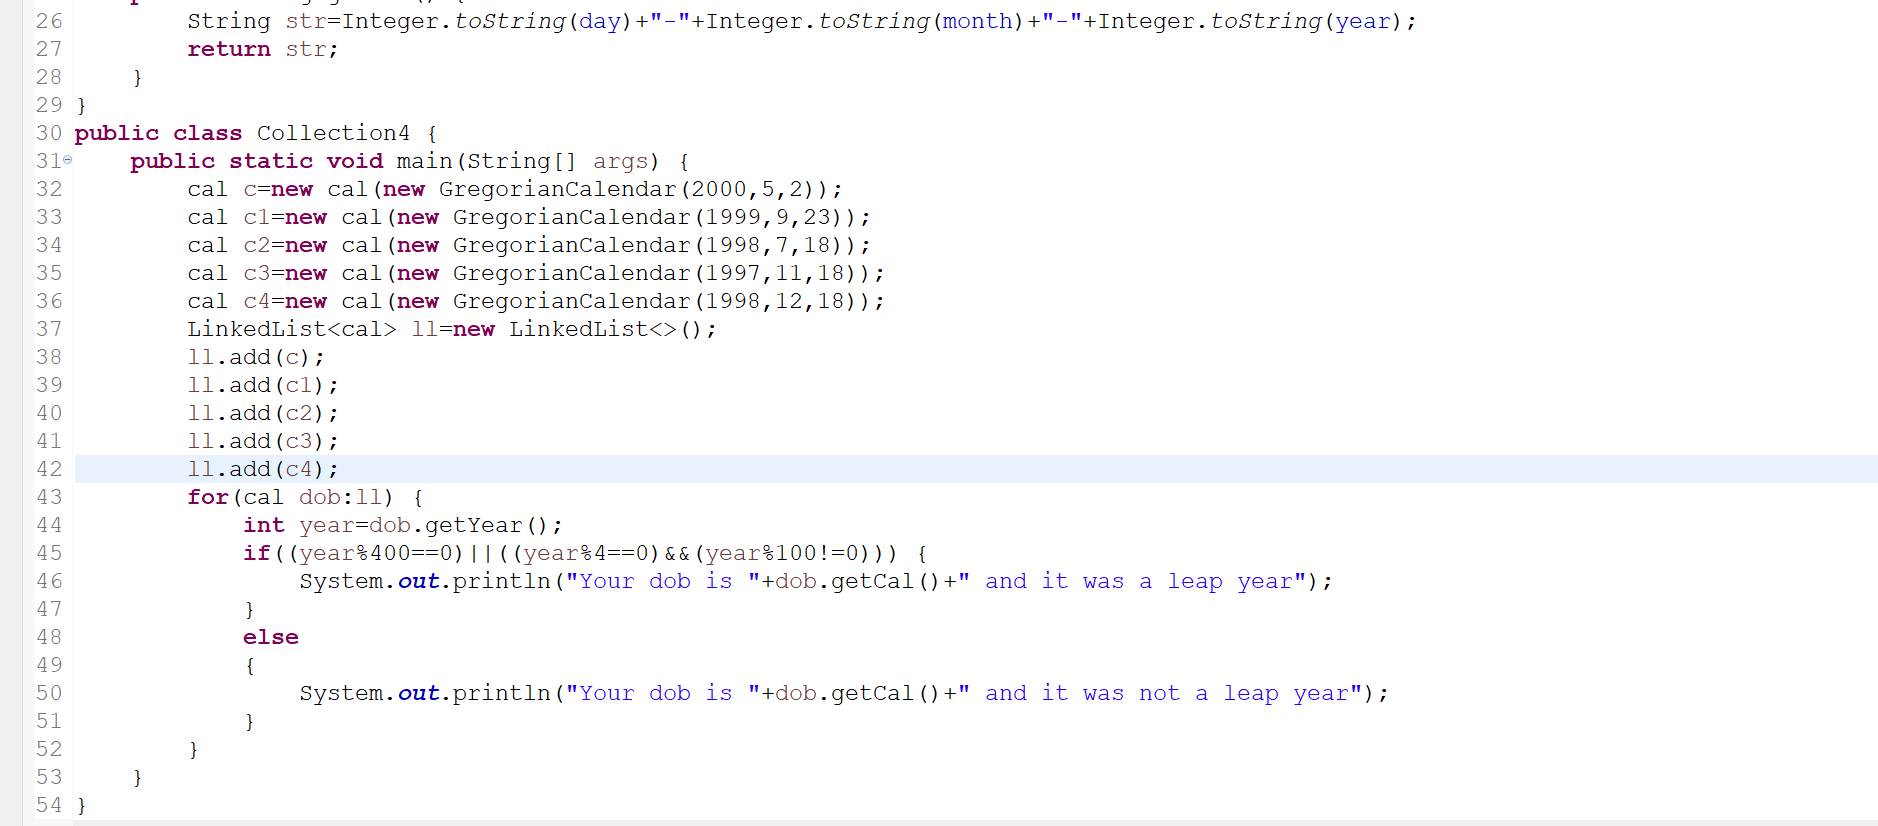 26 String str=Integer.toString(day)+"-"+Integer.toString(month)+"-"+Integer.toString(year);
27 return str;
28 }
29 }
30 public class Collection4 {
31 public static void main(String[] args) {
32 cal c=new cal(new GregorianCalendar(2000,5,2));
33 cal c1=new cal(new GregorianCalendar(1999,9,23));
34 cal c2=new cal(new GregorianCalendar(1998,7,18));
35 cal c3=new cal(new GregorianCalendar(1997,11,18));
36 cal c4=new cal(new GregorianCalendar(1998,12,18));
37 LinkedList<cal> ll=new LinkedList<>();
38 ll.add(c);
39 ll.add(c1);
40 ll.add(c2);
41 ll.add(c3);
42 ll.add(c4);
43 for(cal dob:ll) {
44 int year=dob.getYear();
45 if((year%400==0)||((year%4==0)&&(year%100!=0))) {
46 System.out.println("Your dob is "+dob.getCal()+" and it was a leap year");
47 }
48 else
49 {
50 System.out.println("Your dob is "+dob.getCal()+" and it was not a leap year");
51 }
52 }
53 }
54 }